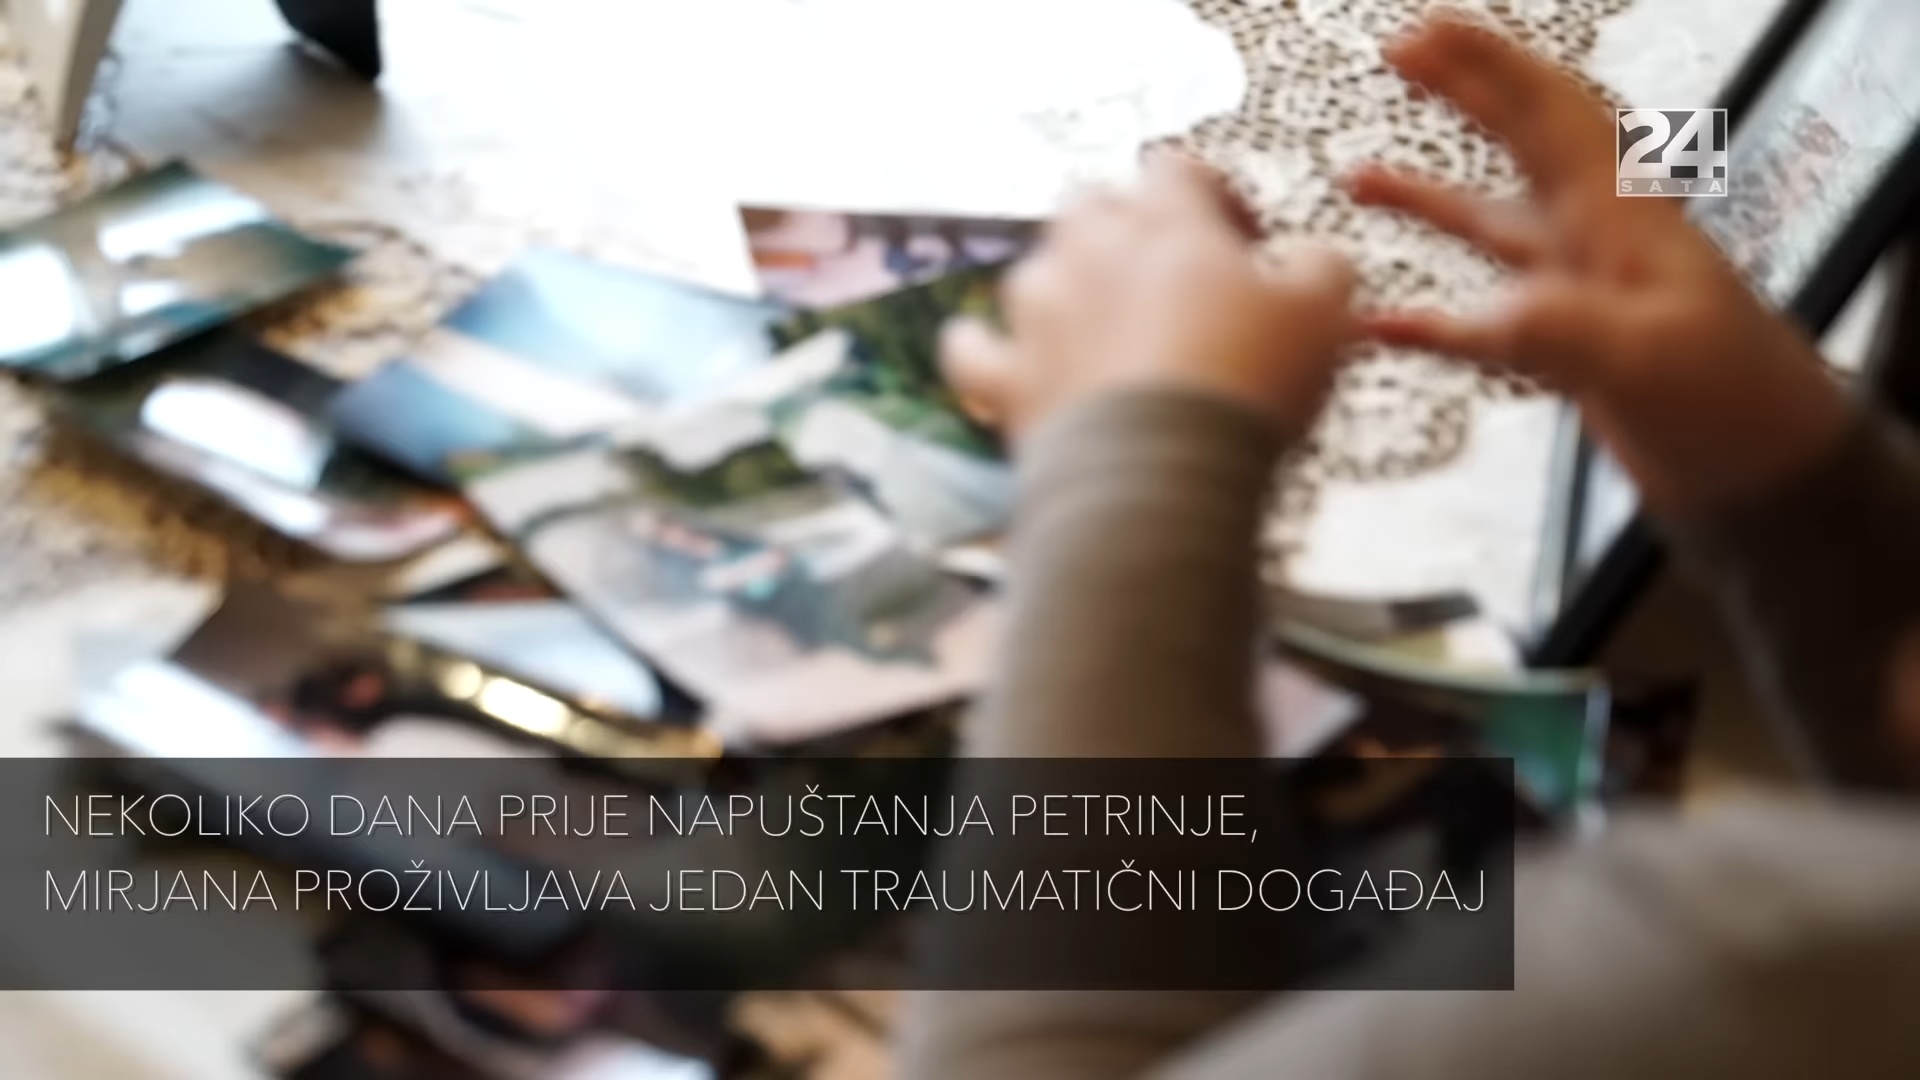 24
SATA
NEKOLIKO DANA PRIJE NAPUŠTANJA PETRINJE,
MIRJANA PROŽIVLJAVA JEDAN TRAUMATIČNI DOGAĐAJ